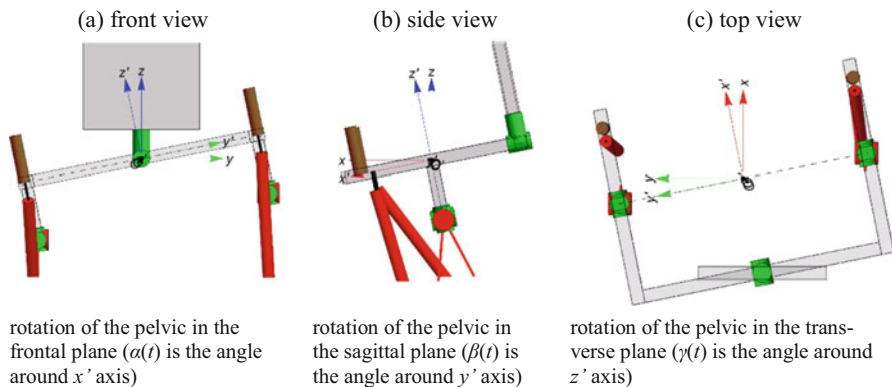 (a) front view
(b) side view
(c) top view
z'
z
y'
y
z'
z
x
x'
x'
x
y
y'
rotation of the pelvic in the
frontal plane (α(t) is the angle
around x' axis)
rotation of the pelvic in
the sagittal plane (β(t) is
the angle around y' axis)
rotation of the pelvic in the trans-
verse plane (γ(t) is the angle around
z' axis)